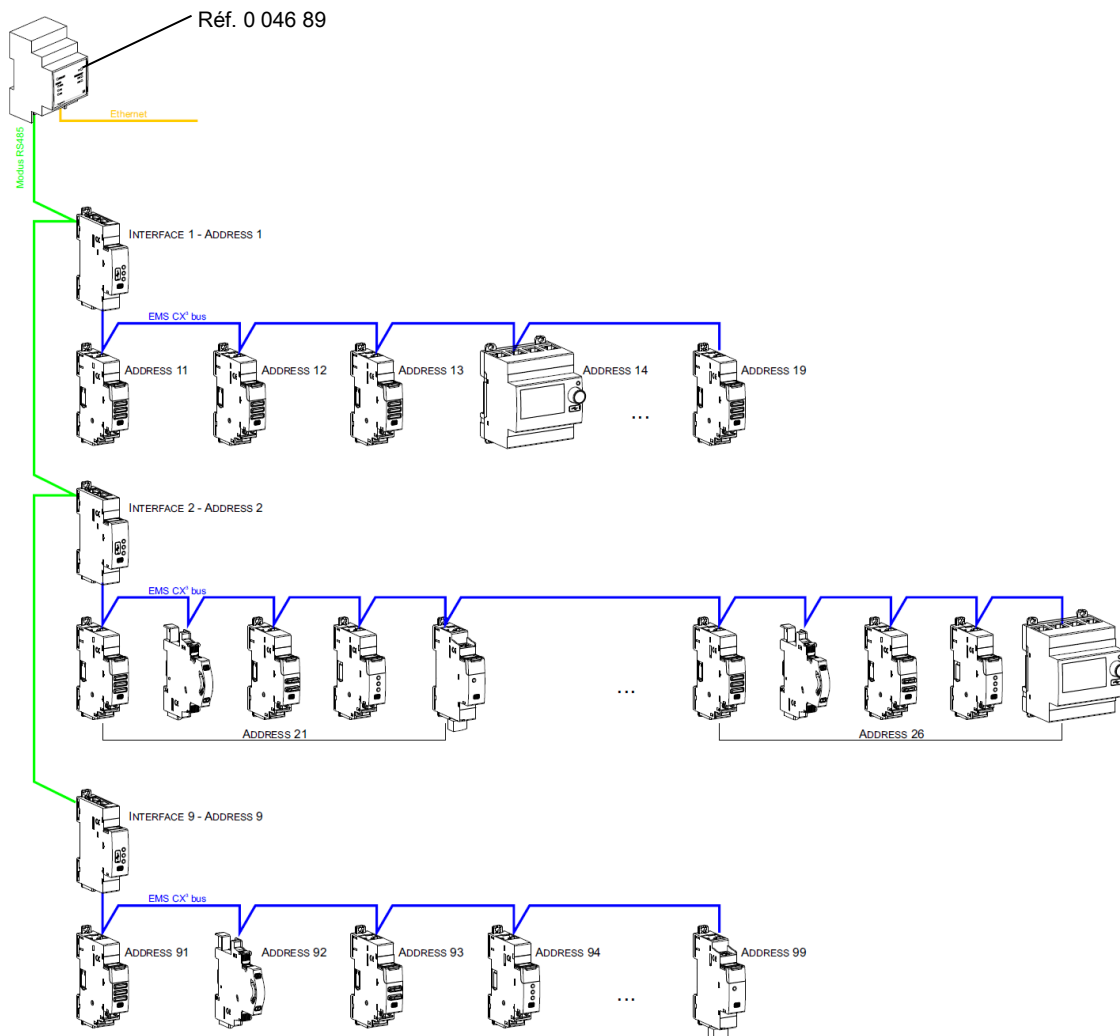 Réf. 0 046 89
Ethernet
Modus RS485
INTERFACE 1 - ADDRESS 1
EMS CX³ bus
ADDRESS 11
ADDRESS 12
ADDRESS 13
ADDRESS 14
ADDRESS 19
...
INTERFACE 2 - ADDRESS 2
EMS CX³ bus
...
ADDRESS 21
ADDRESS 26
INTERFACE 9 - ADDRESS 9
EMS CX³ bus
ADDRESS 91
ADDRESS 92
ADDRESS 93
ADDRESS 94
ADDRESS 99
...